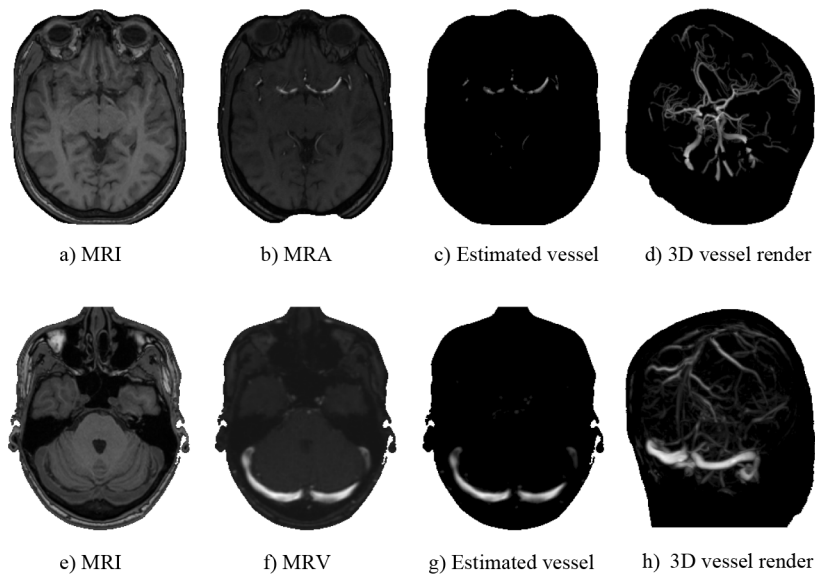 a) MRI
b) MRA
c) Estimated vessel
d) 3D vessel render
e) MRI
f) MRV
g) Estimated vessel
h) 3D vessel render